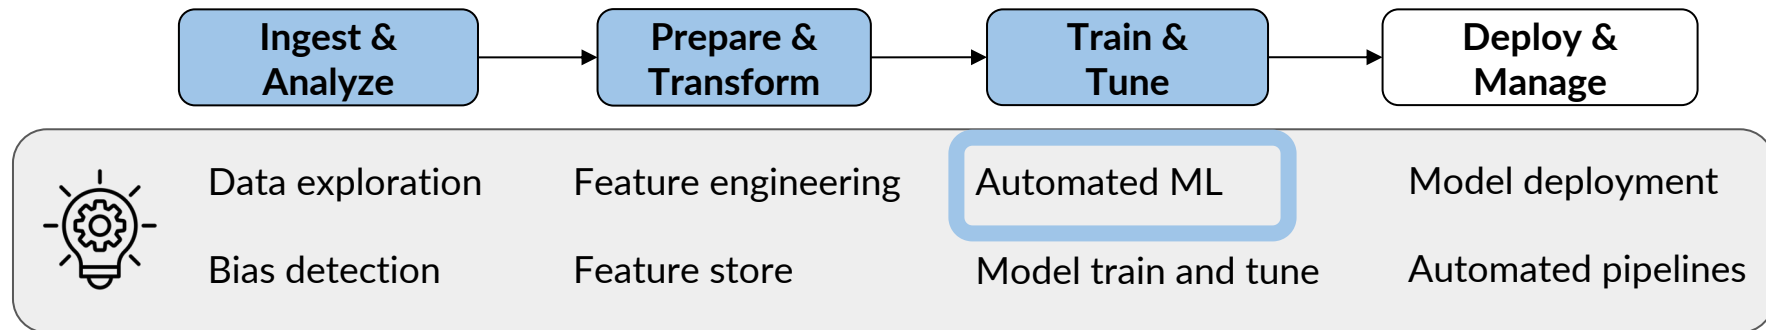 Ingest &
Analyze
Prepare &
Transform
Train &
Tune
Deploy &
Manage
Data exploration
Feature engineering
Automated ML
Model deployment
Bias detection
Feature store
Model train and tune
Automated pipelines